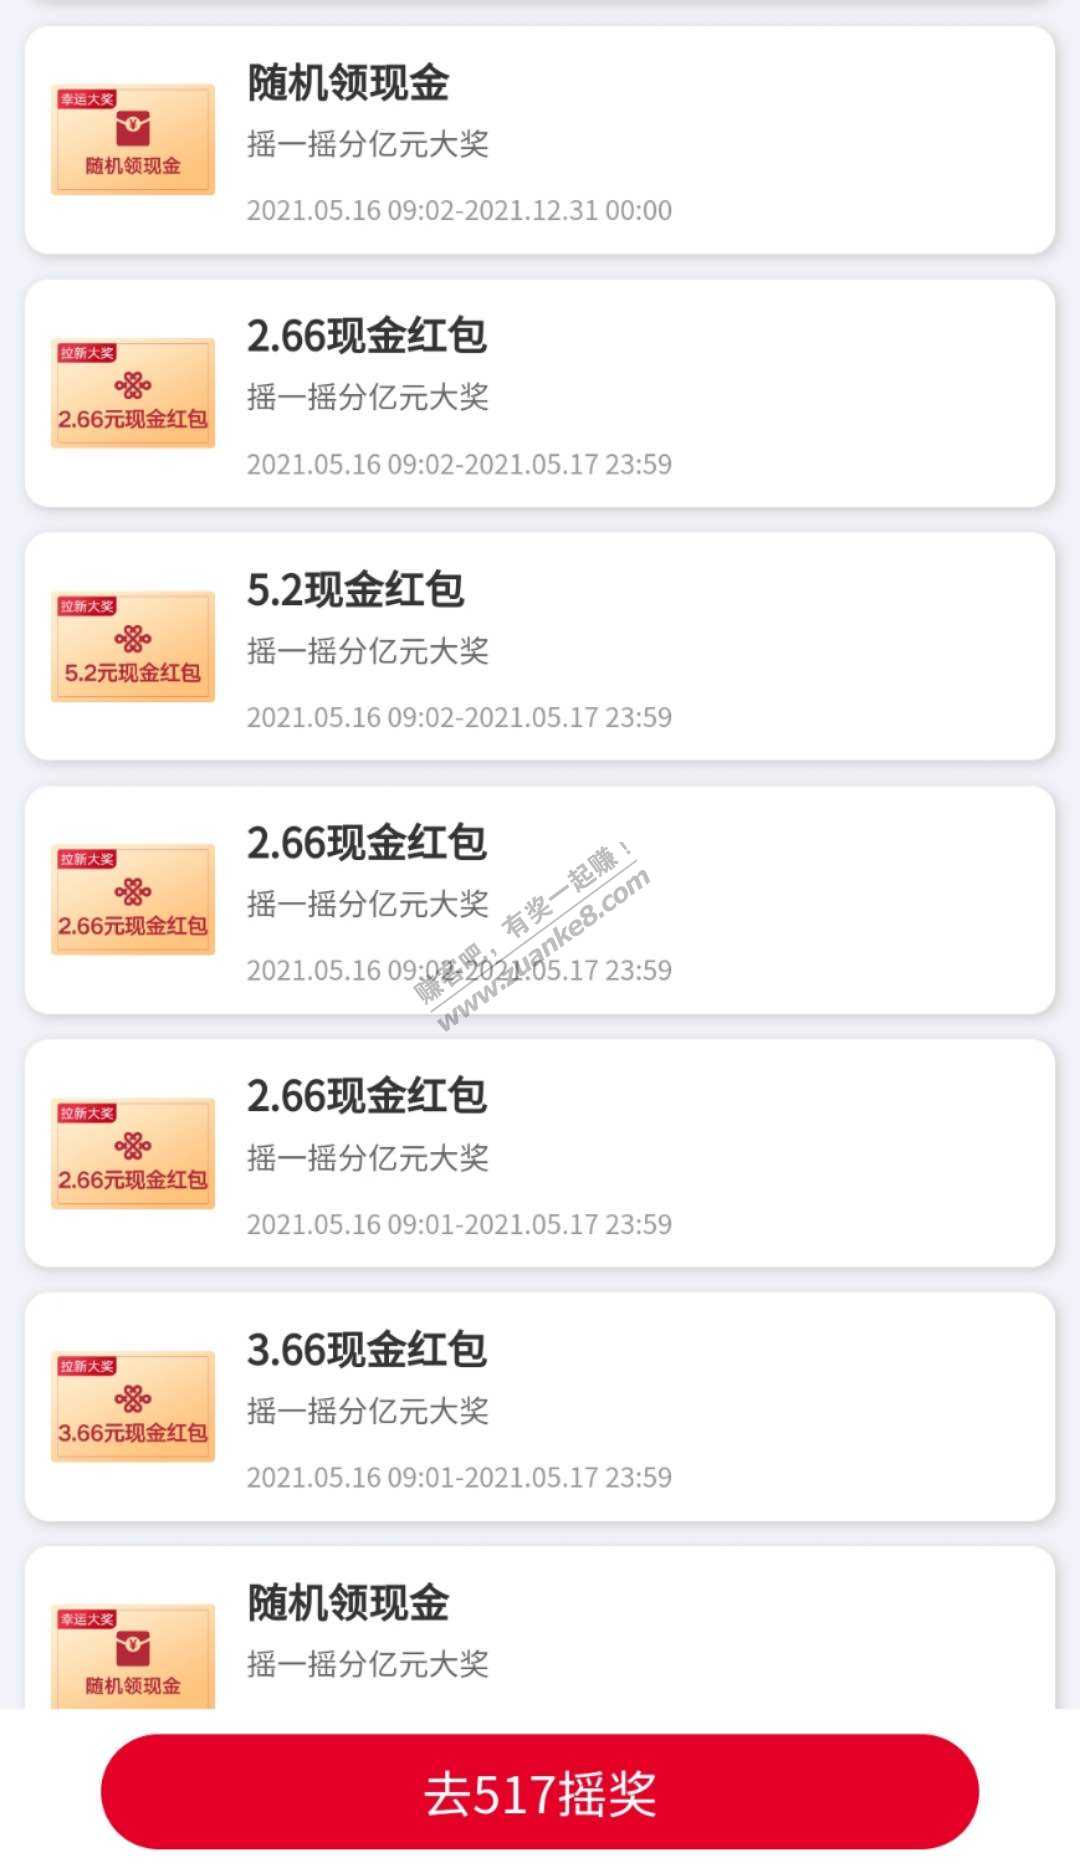 随机领现金
幸运大奖
随机领现金
摇一摇分亿元大奖
2021.05.16 09:02-2021.12.31 00:00
2.66现金红包
拉新大奖
2.66元现金红包
摇一摇分亿元大奖
2021.05.16 09:02-2021.05.17 23:59
5.2现金红包
拉新大奖
5.2元现金红包
摇一摇分亿元大奖
2021.05.16 09:02-2021.05.17 23:59
2.66现金红包
拉新大奖
2.66元现金红包
摇一摇分亿元大奖
2021.05.16 09:02-2021.05.17 23:59
赚客吧，有奖一起赚！
www.zuanke8.com
2.66现金红包
拉新大奖
2.66元现金红包
摇一摇分亿元大奖
2021.05.16 09:01-2021.05.17 23:59
3.66现金红包
拉新大奖
3.66元现金红包
摇一摇分亿元大奖
2021.05.16 09:01-2021.05.17 23:59
随机领现金
幸运大奖
随机领现金
摇一摇分亿元大奖
去517摇奖